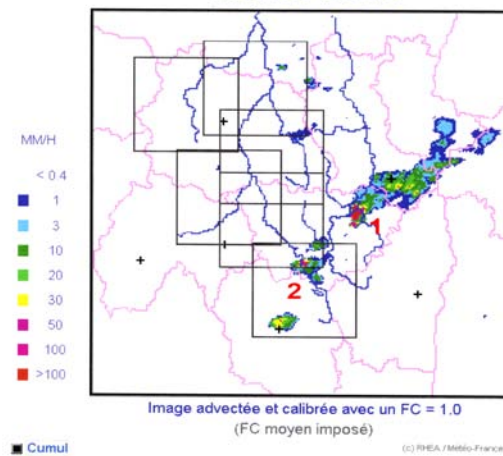 MM/H
< 0.4
1
3
10
20
30
50
100
>100
1
2
Image advectée et calibrée avec un FC = 1.0
(FC moyen imposé)
Cumul
(c) RHEA / Météo-France